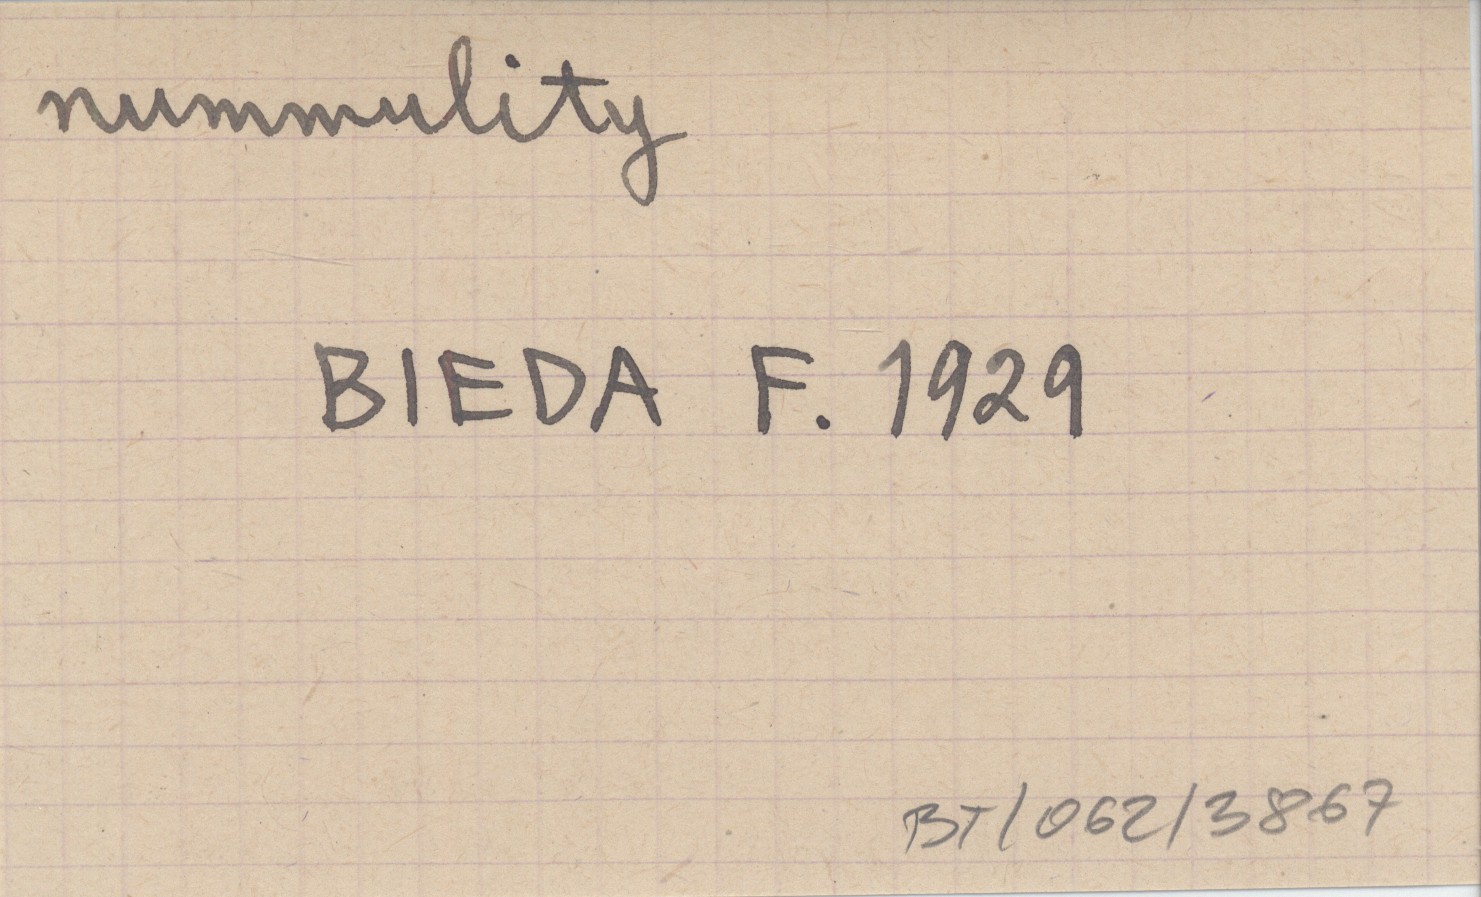 nummulity
BIEDA F. 1929
BT/062/3867